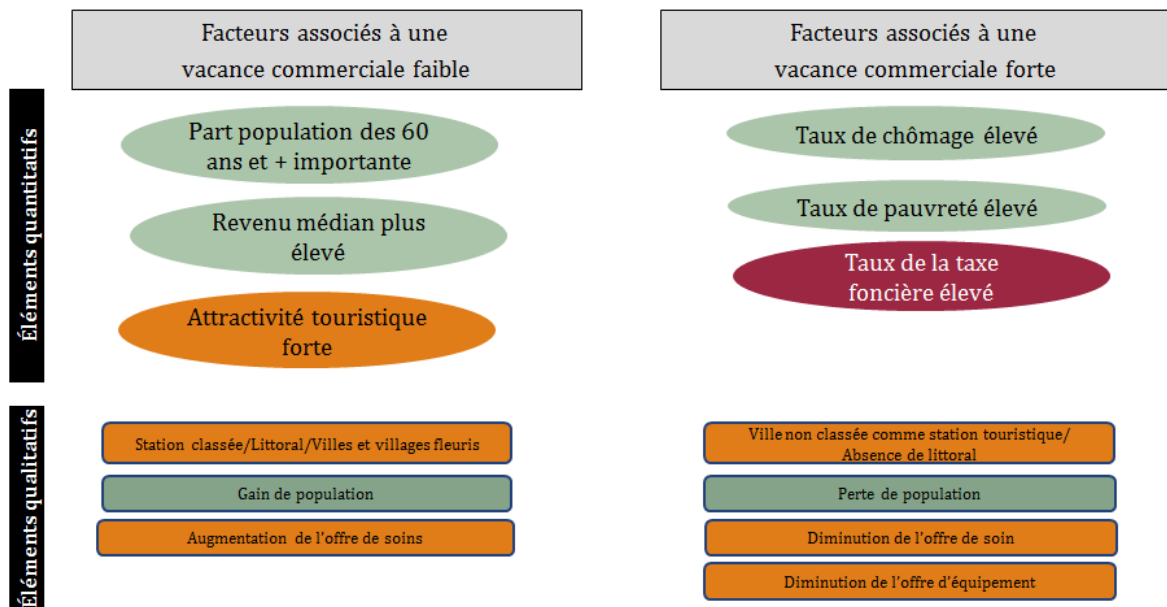 Facteurs associés à une
vacance commerciale faible
Facteurs associés à une
vacance commerciale forte
Éléments quantitatifs
Part population des 60
ans et + importante
Revenu médian plus
élevé
Attractivité touristique
forte
Taux de chômage élevé
Taux de pauvreté élevé
Taux de la taxe
foncière élevé
Éléments qualitatifs
Station classée/Littoral/Villes et villages fleuris
Gain de population
Augmentation de l'offre de soins
Ville non classée comme station touristique/
Absence de littoral
Perte de population
Diminution de l'offre de soin
Diminution de l'offre d'équipement